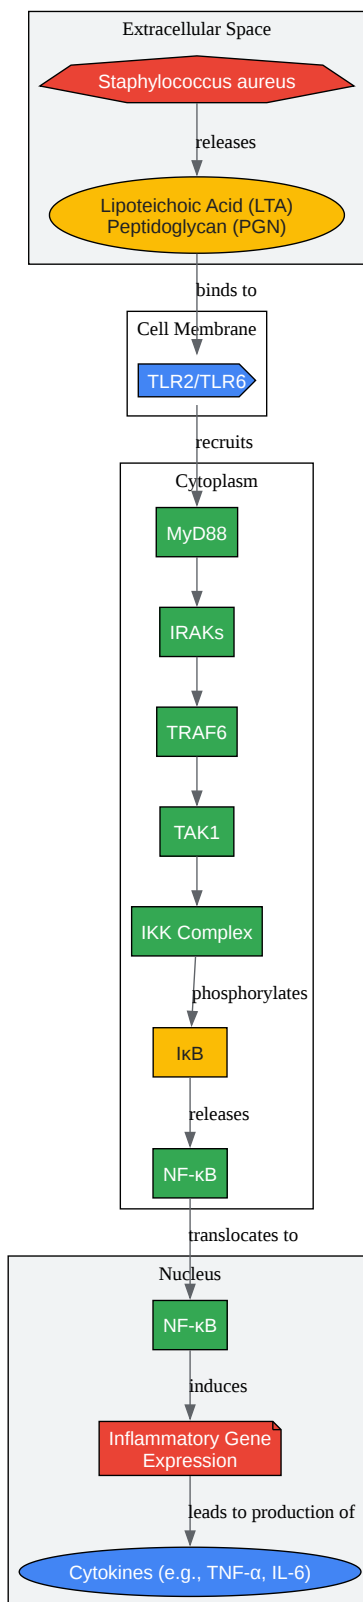 Extracellular Space
Staphylococcus aureus
releases
Lipoteichoic Acid (LTA)
Peptidoglycan (PGN)
binds to
Cell Membrane
TLR2/TLR6
recruits
Cytoplasm
MyD88
IRAKs
TRAF6
TAK1
IKK Complex
phosphorylates
IκB
releases
NF-κB
translocates to
Nucleus
NF-κB
induces
Inflammatory Gene
Expression
leads to production of
Cytokines (e.g., TNF-α, IL-6)